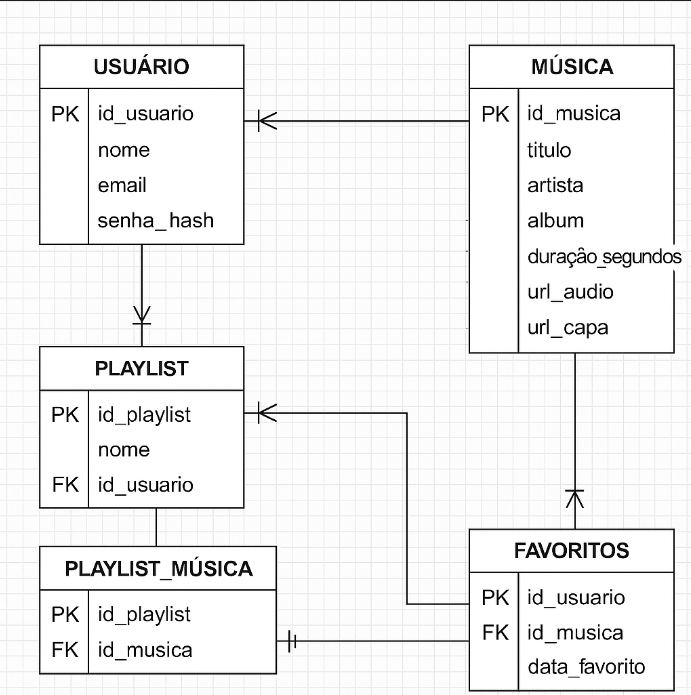 USUÁRIO
PK id_usuario
nome
email
senha_hash
MÚSICA
PK id_musica
titulo
artista
album
duração_segundos
url_audio
url_capa
PLAYLIST
PK id_playlist
nome
FK id_usuario
PLAYLIST_MÚSICA
PK id_playlist
FK id_musica
FAVORITOS
PK id_usuario
FK id_musica
data_favorito